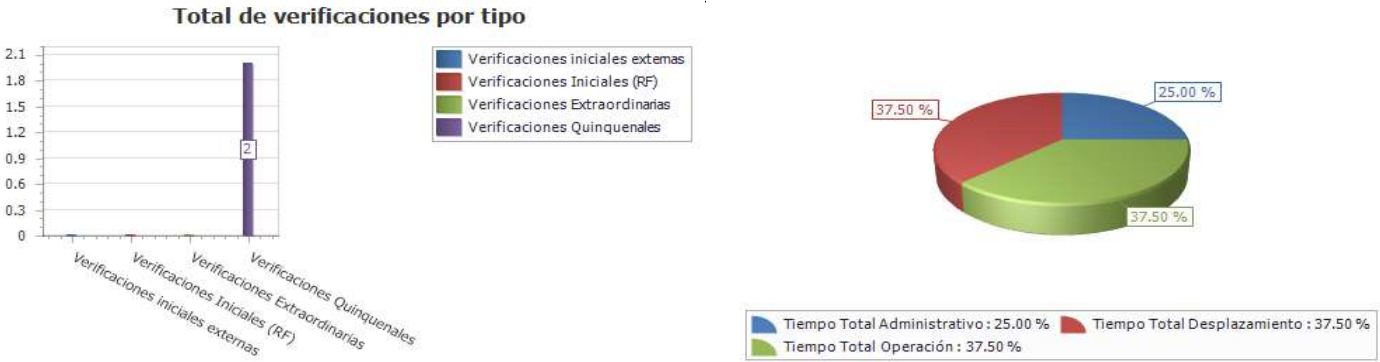 Total de verificaciones por tipo
2.1
1.8
1.5
1.2
0.9
0.6
0.3
0
2
Verificaciones iniciales externas
Verificaciones Iniciales (RF)
Verificaciones Extraordinarias
Verificaciones Quinquenales
Verificaciones iniciales externas
Verificaciones Iniciales (RF)
Verificaciones Extraordinarias
Verificaciones Quinquenales
25.00 %
37.50 %
37.50 %
Tiempo Total Administrativo : 25.00 % Tiempo Total Desplazamiento : 37.50 %
Tiempo Total Operación : 37.50 %